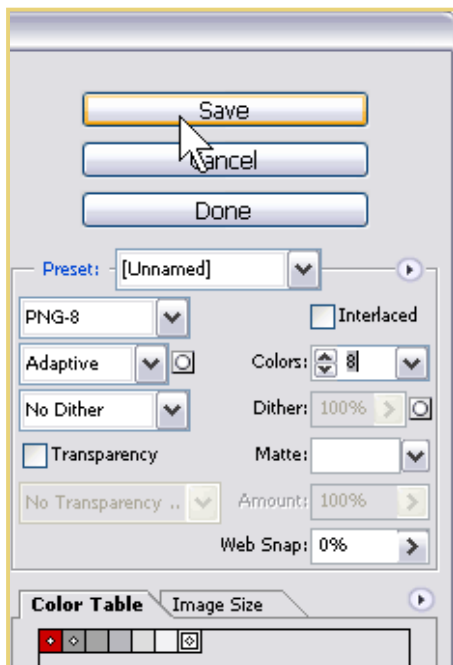 Save
Cancel
Done
Preset: [Unnamed]
PNG-8 Interlaced
Adaptive Colors: 8
No Dither Dither: 100%
Transparency Matte:
No Transparency .. Amount: 100%
Web Snap: 0%
Color Table Image Size